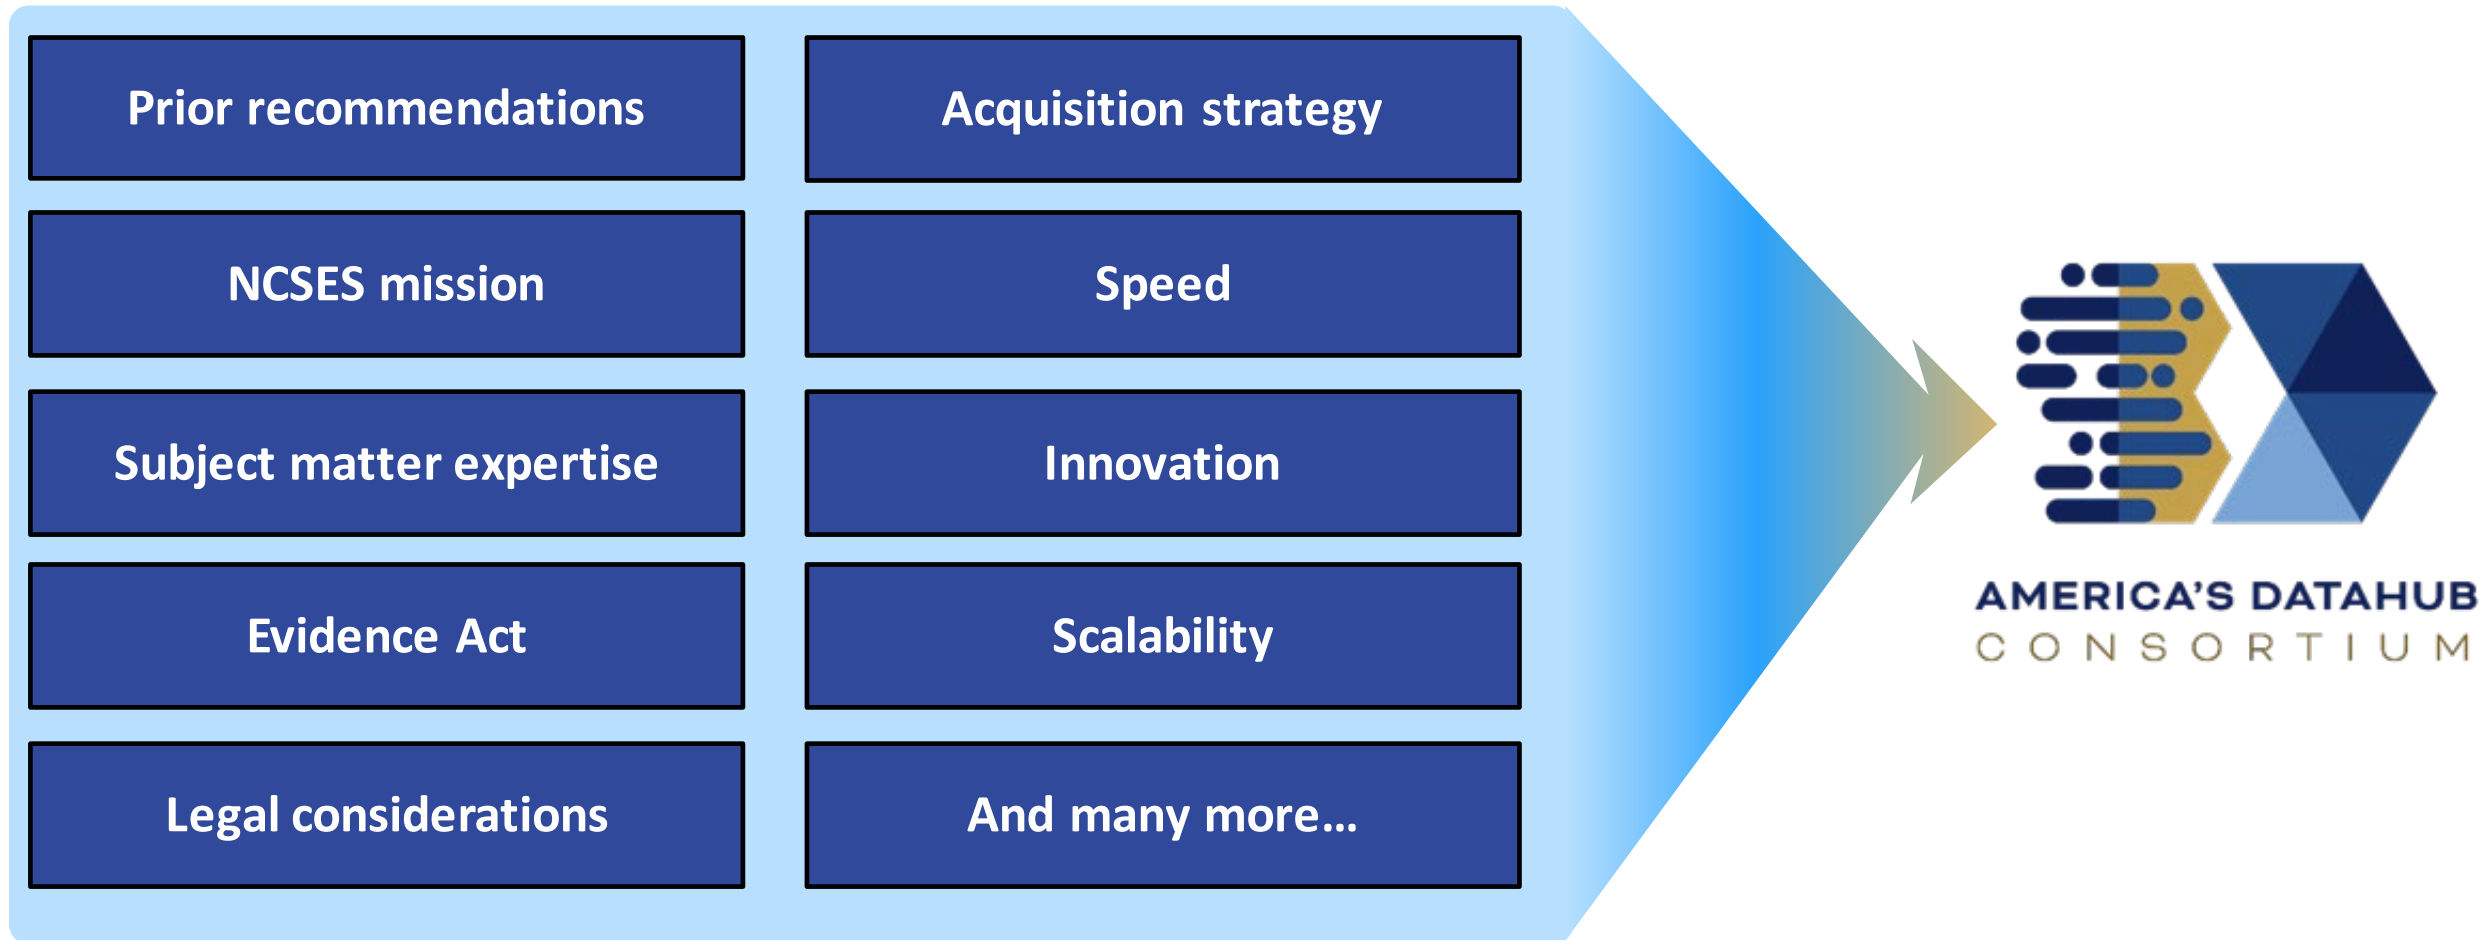 Prior recommendations
Acquisition strategy
NCSES mission
Speed
Subject matter expertise
Innovation
Evidence Act
Scalability
Legal considerations
And many more...
AMERICA'S DATAHUB
CONSORTIUM